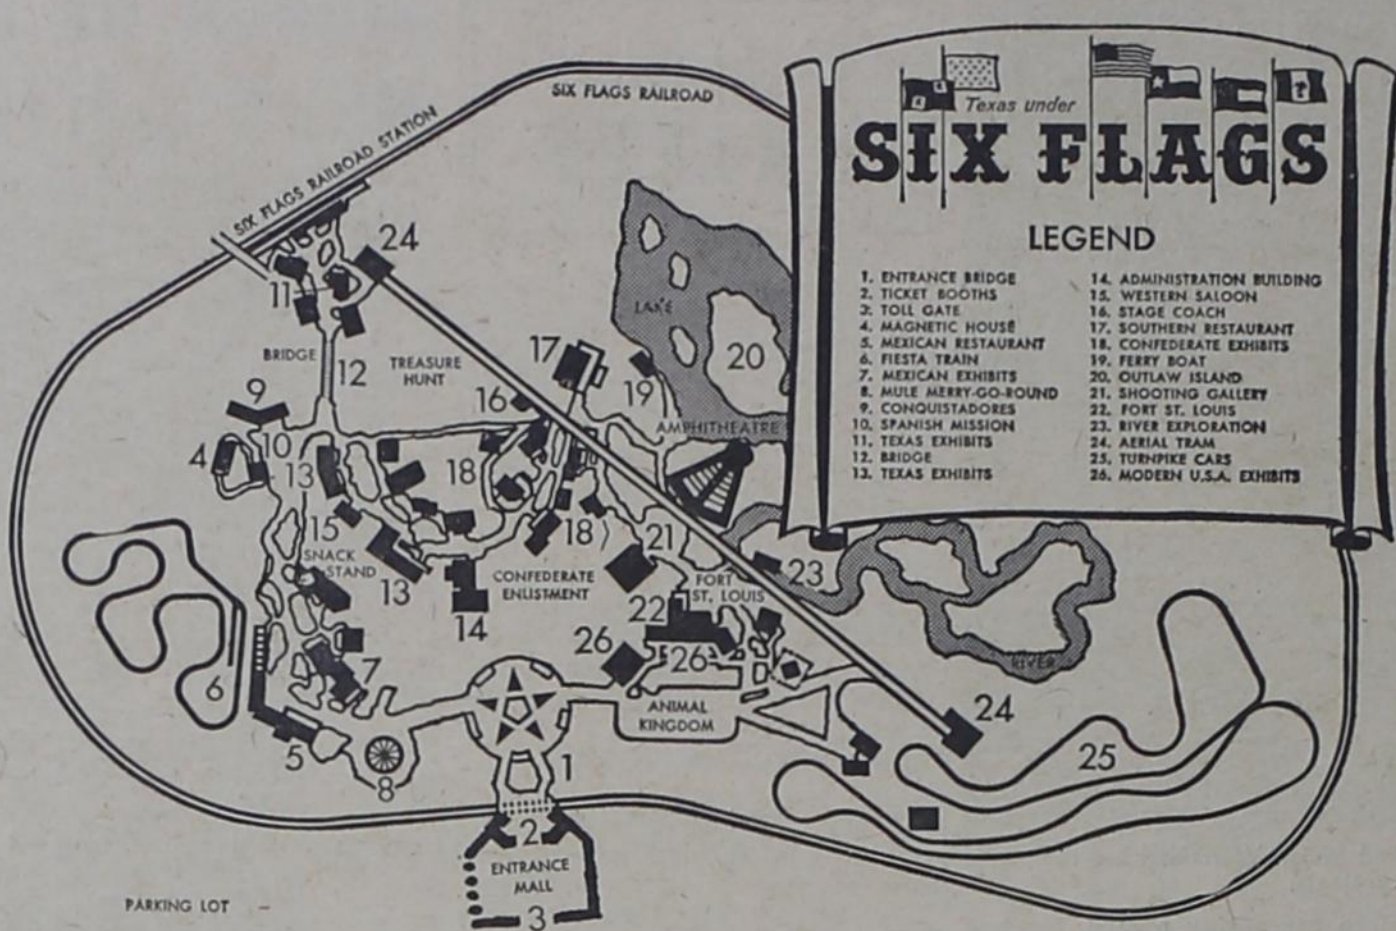 SIX FLAGS RAILROAD
SIX FLAGS RAILROAD STATION
Texas under
SIX FLAGS
LEGEND
1. ENTRANCE BRIDGE
2. TICKET BOOTHS
3. TOLL GATE
4. MAGNETIC HOUSE
5. MEXICAN RESTAURANT
6. FIESTA TRAIN
7. MEXICAN EXHIBITS
8. MULE MERRY-GO-ROUND
9. CONQUISTADORES
10. SPANISH MISSION
11. TEXAS EXHIBITS
12. BRIDGE
13. TEXAS EXHIBITS
14. ADMINISTRATION BUILDING
15. WESTERN SALOON
16. STAGE COACH
17. SOUTHERN RESTAURANT
18. CONFEDERATE EXHIBITS
19. FERRY BOAT
20. OUTLAW ISLAND
21. SHOOTING GALLERY
22. FORT ST. LOUIS
23. RIVER EXPLORATION
24. AERIAL TRAM
25. TURNPIKE CARS
26. MODERN U.S.A. EXHIBITS
24
11
LAKE
BRIDGE
12
TREASURE
HUNT
17
19
20
9
16
AMPHITHEATRE
4
10
13
18
15
18
21
SNACK
STAND
13
CONFEDERATE
ENLISTMENT
FORT
ST. LOUIS
23
14
22
26
26
RIVER
7
6
ANIMAL
KINGDOM
24
5
8
1
25
2
ENTRANCE
MALL
3
PARKING LOT